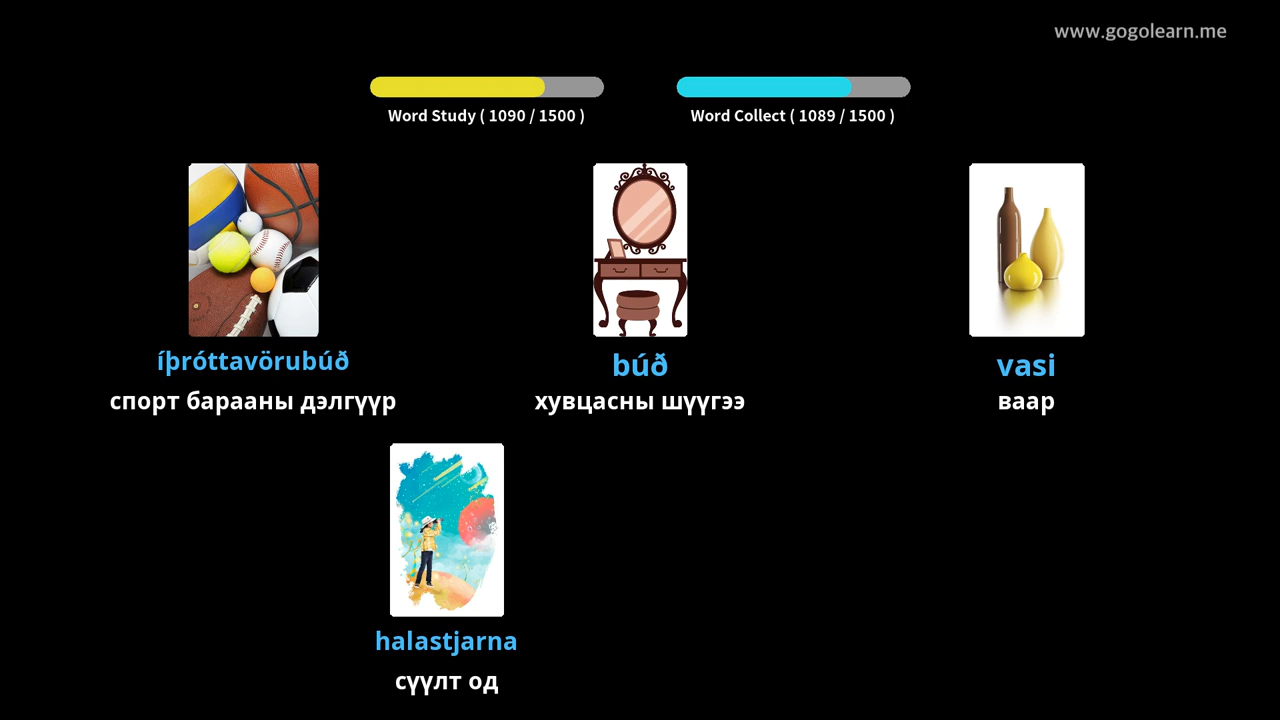 www.gogolearn.me
Word Study ( 1090 / 1500 )
Word Collect ( 1089 / 1500 )
íþróttavörubúð
спорт барааны дэлгүүр
búð
хувцасны шүүгээ
vasi
ваар
halastjarna
сүүлт од